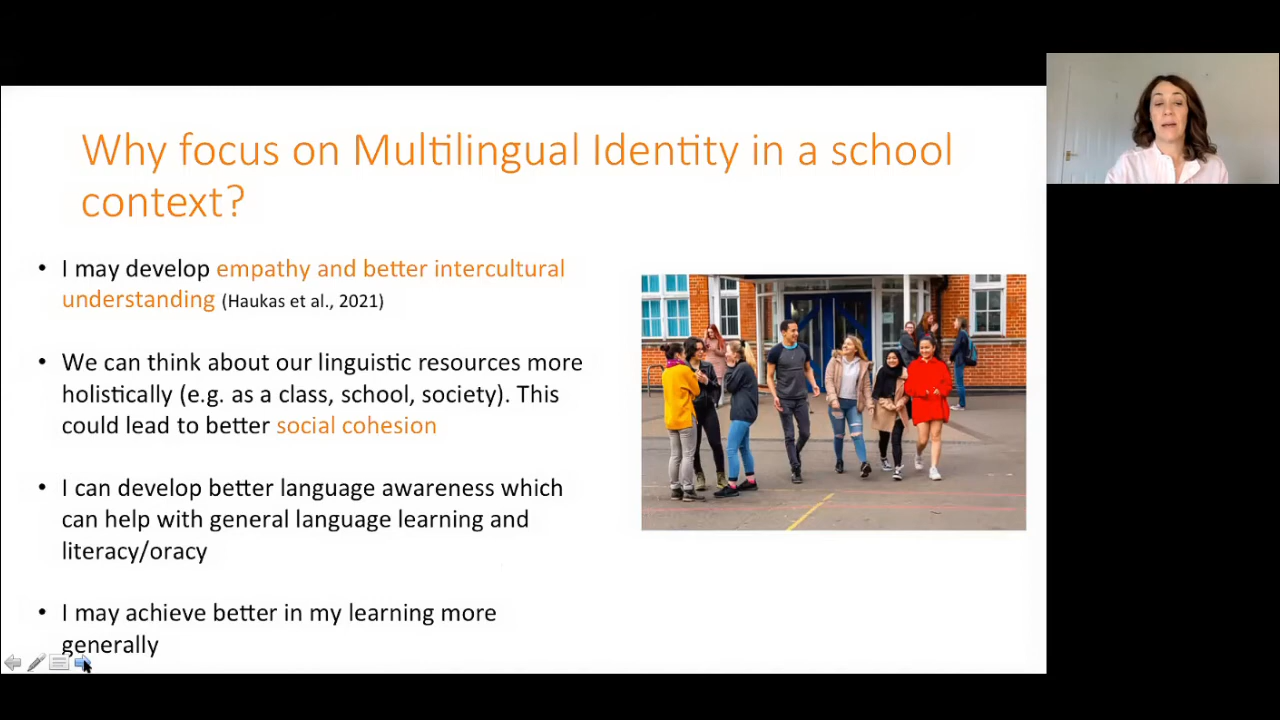 Why focus on Multilingual Identity in a school
context?
• I may develop empathy and better intercultural
understanding (Haukas et al., 2021)
• We can think about our linguistic resources more
holistically (e.g. as a class, school, society). This
could lead to better social cohesion
• I can develop better language awareness which
can help with general language learning and
literacy/oracy
• I may achieve better in my learning more
generally